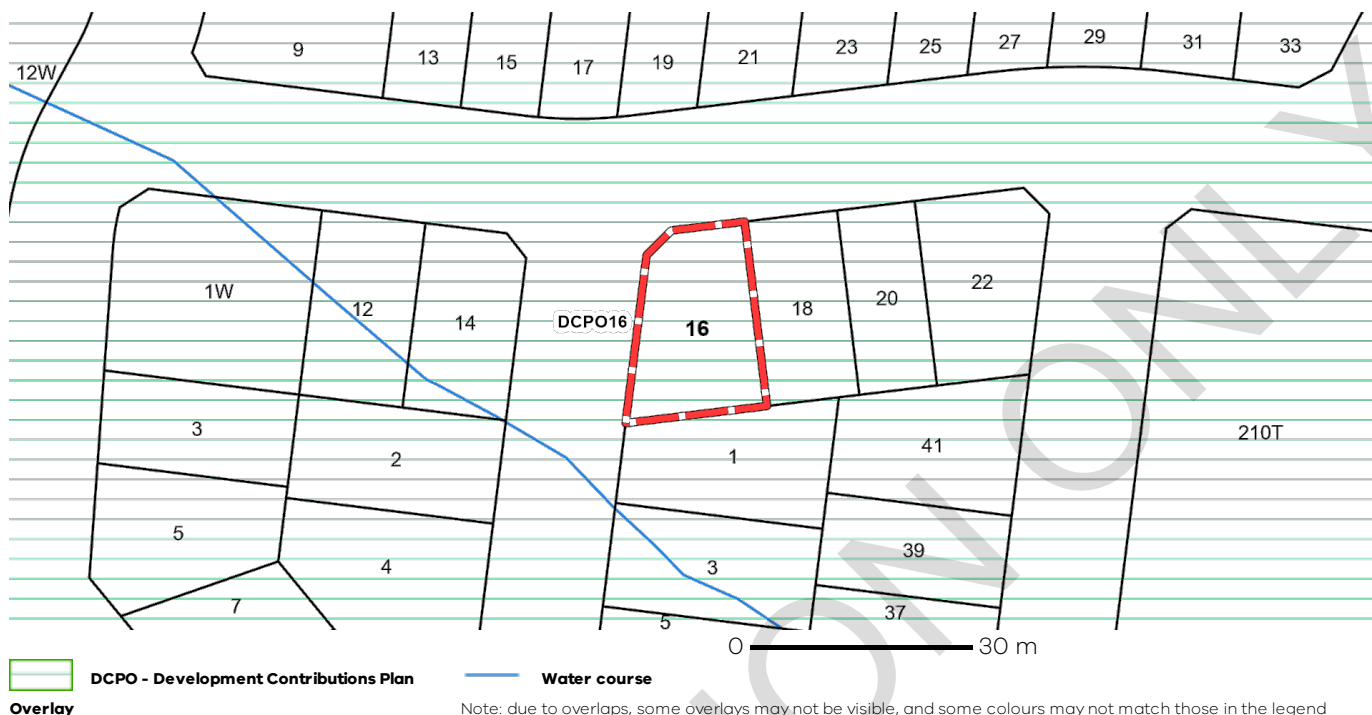 9 13 15 17 19 21 23 25 27 29 31 33
12W
1W 12 14 DCPO16 16 18 20 22
3 2 1 41 210T
5 4 3 39
7 5 37
0 30 m
DCPO - Development Contributions Plan Water course
Overlay Note: due to overlaps, some overlays may not be visible, and some colours may not match those in the legend
ON ONLY